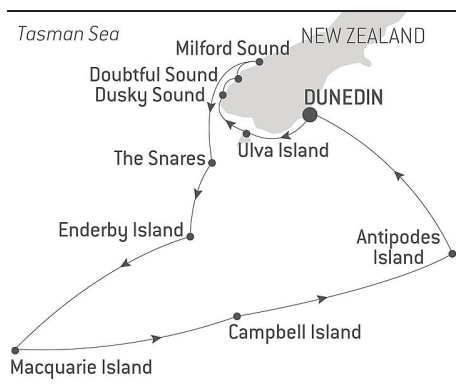 Tasman Sea
NEW ZEALAND
Milford Sound
Doubtful Sound
Dusky Sound
DUNEDIN
Ulva Island
The Snares
Enderby Island
Antipodes
Island
Campbell Island
Macquarie Island